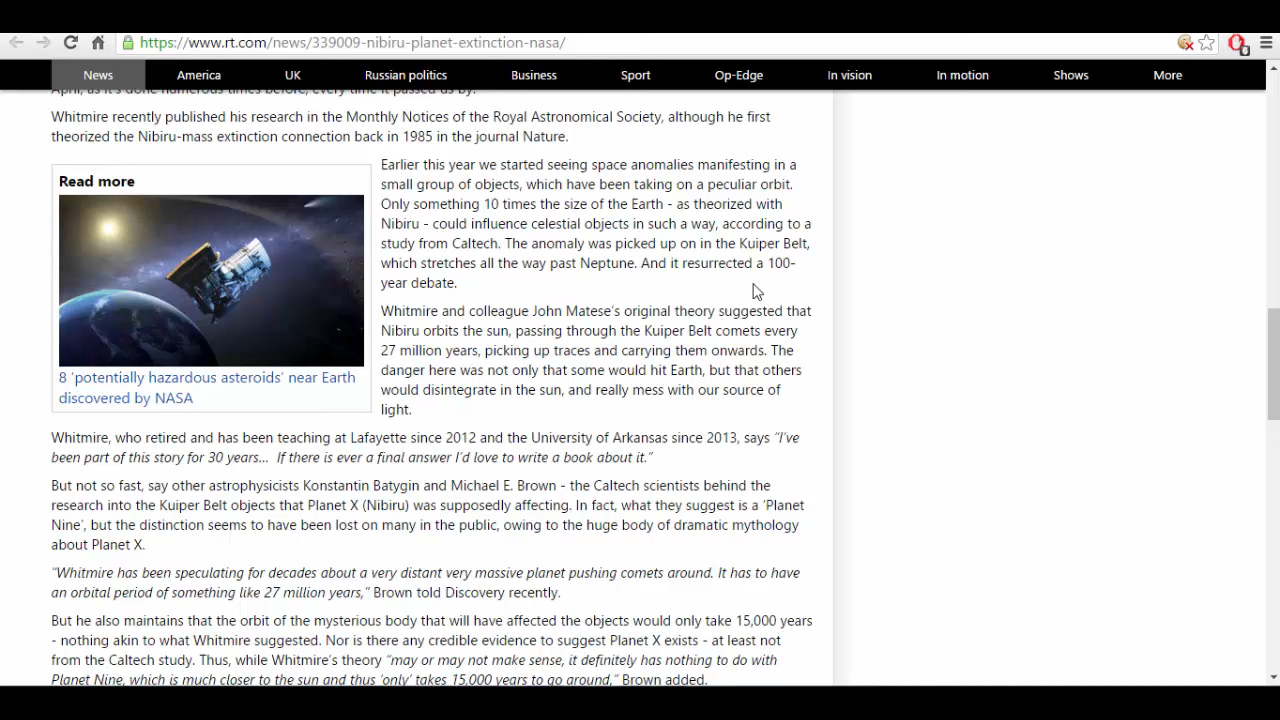 https://www.rt.com/news/339009-nibiru-planet-extinction-nasa/
News America UK Russian politics Business Sport Op-Edge In vision In motion Shows More
April, as it's done numerous times before, every time it passed us by.
Whitmire recently published his research in the Monthly Notices of the Royal Astronomical Society, although he first
theorized the Nibiru-mass extinction connection back in 1985 in the journal Nature.
Read more
8 'potentially hazardous asteroids' near Earth
discovered by NASA
Earlier this year we started seeing space anomalies manifesting in a
small group of objects, which have been taking on a peculiar orbit.
Only something 10 times the size of the Earth - as theorized with
Nibiru - could influence celestial objects in such a way, according to a
study from Caltech. The anomaly was picked up on in the Kuiper Belt,
which stretches all the way past Neptune. And it resurrected a 100-
year debate.
Whitmire and colleague John Matese's original theory suggested that
Nibiru orbits the sun, passing through the Kuiper Belt comets every
27 million years, picking up traces and carrying them onwards. The
danger here was not only that some would hit Earth, but that others
would disintegrate in the sun, and really mess with our source of
light.
Whitmire, who retired and has been teaching at Lafayette since 2012 and the University of Arkansas since 2013, says “I've
been part of this story for 30 years… If there is ever a final answer I'd love to write a book about it.”
But not so fast, say other astrophysicists Konstantin Batygin and Michael E. Brown - the Caltech scientists behind the
research into the Kuiper Belt objects that Planet X (Nibiru) was supposedly affecting. In fact, what they suggest is a 'Planet
Nine', but the distinction seems to have been lost on many in the public, owing to the huge body of dramatic mythology
about Planet X.
“Whitmire has been speculating for decades about a very distant very massive planet pushing comets around. It has to have
an orbital period of something like 27 million years,” Brown told Discovery recently.
But he also maintains that the orbit of the mysterious body that will have affected the objects would only take 15,000 years
- nothing akin to what Whitmire suggested. Nor is there any credible evidence to suggest Planet X exists - at least not
from the Caltech study. Thus, while Whitmire's theory “may or may not make sense, it definitely has nothing to do with
Planet Nine, which is much closer to the sun and thus 'only' takes 15,000 years to go around,” Brown added.